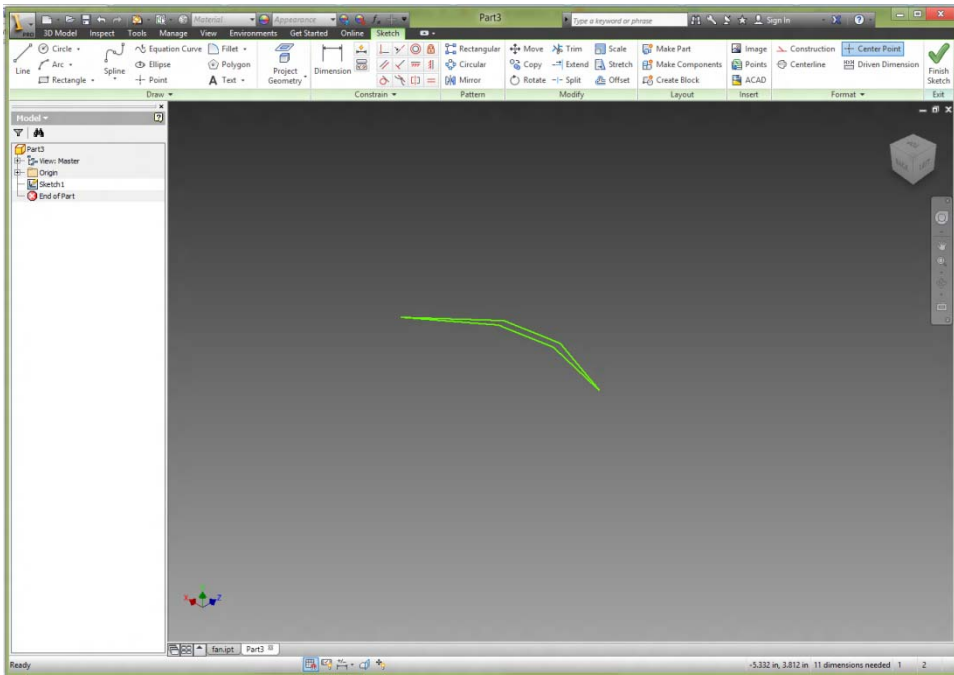 Material Appearance Part3 Type a keyword or phrase Sign In
PRO 3D Model Inspect Tools Manage View Environments Get Started Online Sketch
Circle Equation Curve Fillet Rectangular Move Trim Scale Make Part Image Construction Center Point
Line Arc Spline Ellipse Polygon Project Geometry Dimension Circular Copy Extend Stretch Make Components Points Centerline Driven Dimension Finish Sketch
Rectangle Point A Text Mirror Rotate Split Offset Create Block ACAD
Draw Constrain Pattern Modify Layout Insert Format Exit
Model
Part3
View: Master
Origin
Sketch1
End of Part
X Z
fan.ipt Part3
Ready -5.332 in, 3.812 in 11 dimensions needed 1 2